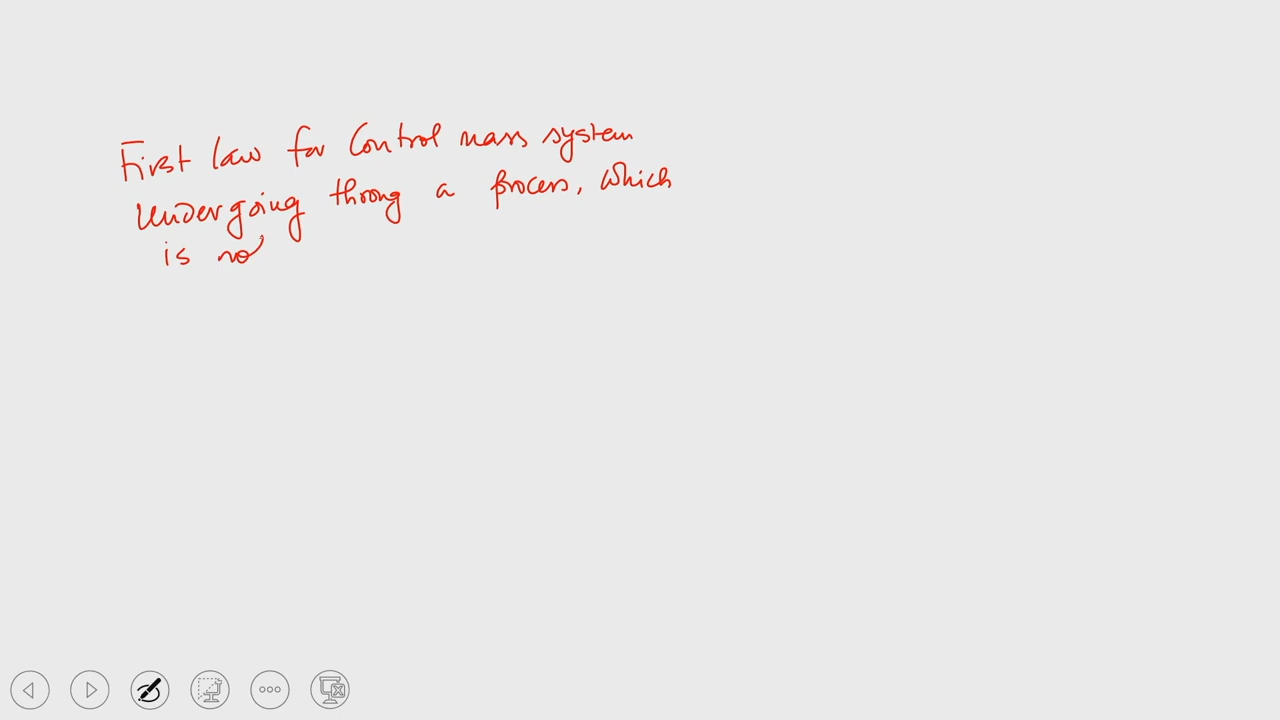 First law for Control mass system
Undergoing throng a process, which
is no